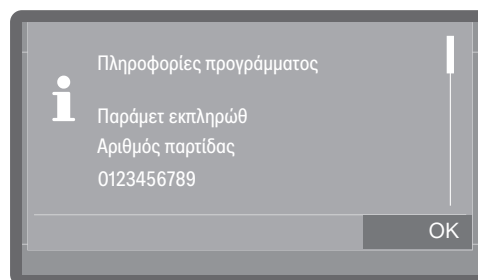 Πληροφορίες προγράμματος
Παράμετ εκπληρώθ
Αριθμός παρτίδας
0123456789
OK